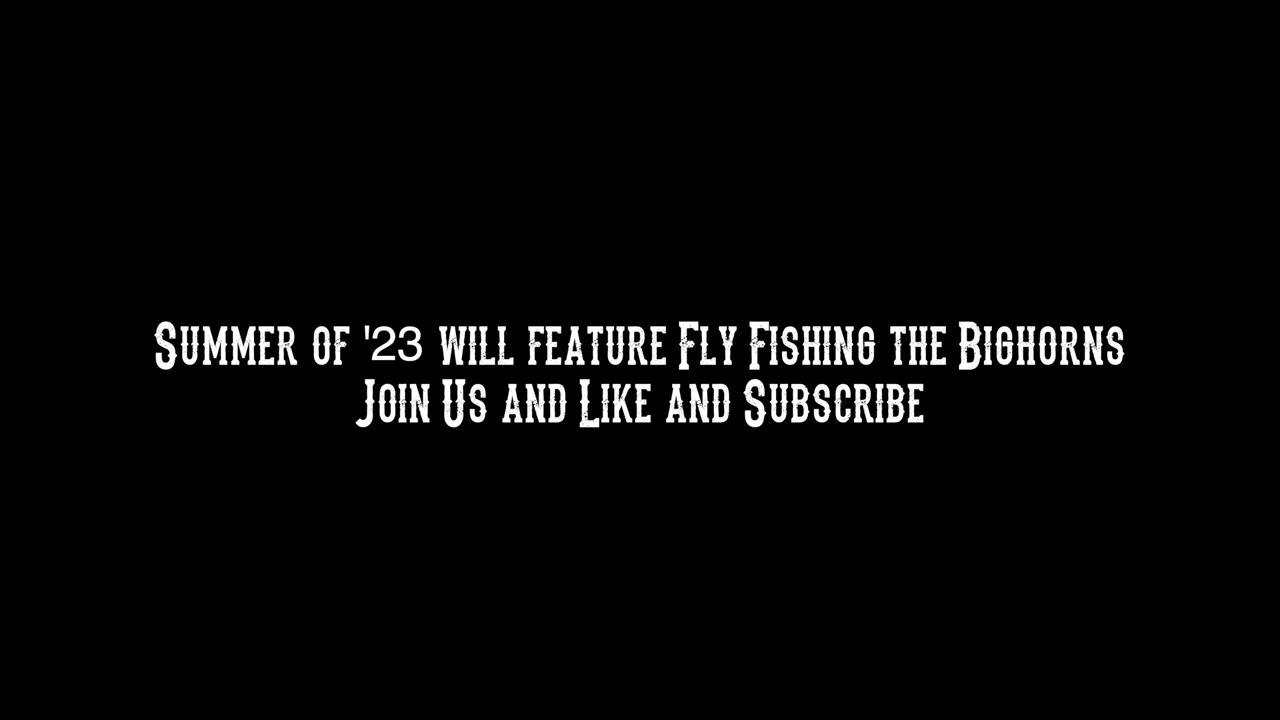 Summer of '23 will feature Fly Fishing the Bighorns
Join Us and Like and Subscribe